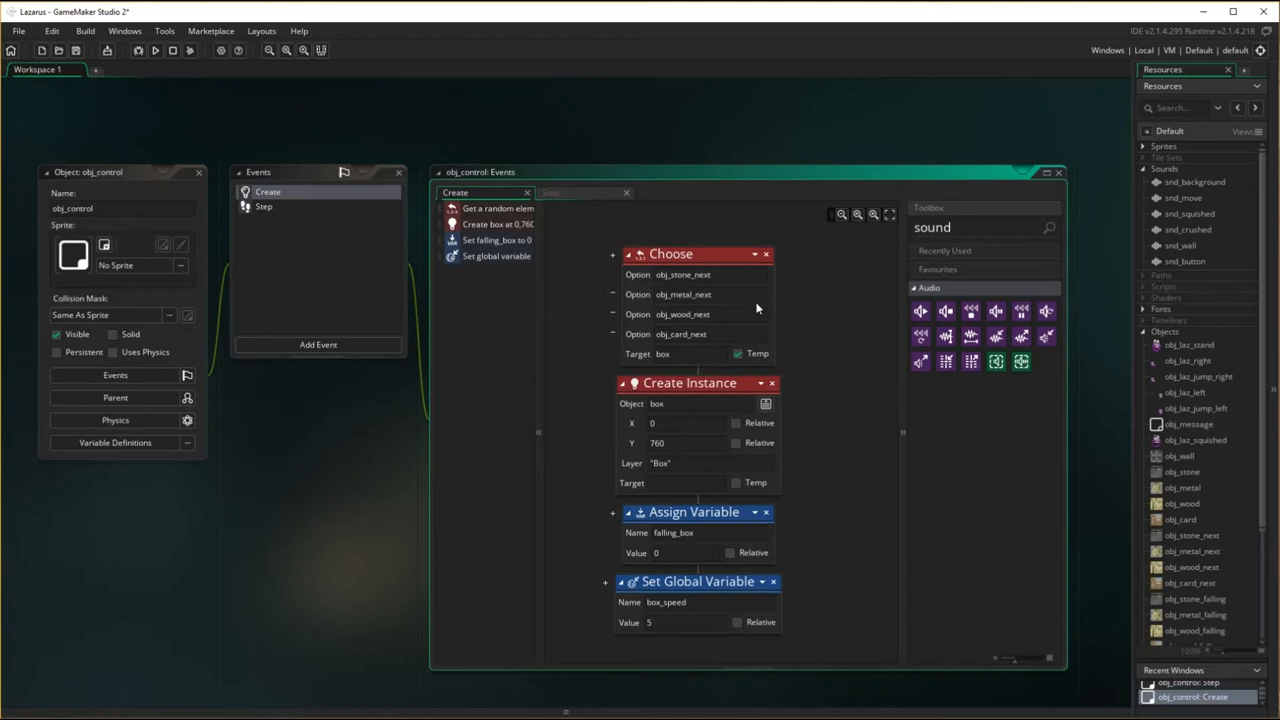 Lazarus - GameMaker Studio 2*
File Edit Build Windows Tools Marketplace Layouts Help
IDE v2.1.4.295 Runtime v2.1.4.218
Windows | Local | VM | Default | default
Workspace 1
Resources
Resources
Search...
Default
Views
Sprites
Tile Sets
Sounds
snd_background
snd_move
snd_squished
snd_crushed
snd_wall
snd_button
Paths
Scripts
Shaders
Fonts
Timelines
Objects
obj_laz_stand
obj_laz_right
obj_laz_jump_right
obj_laz_left
obj_laz_jump_left
obj_message
obj_laz_squished
obj_wall
obj_stone
obj_metal
obj_wood
obj_card
obj_stone_next
obj_metal_next
obj_wood_next
obj_card_next
obj_stone_falling
obj_metal_falling
obj_wood_falling
100%
Recent Windows
obj_control: Step
obj_control: Create
Object: obj_control
Name:
obj_control
Sprite:
No Sprite
Collision Mask:
Same As Sprite
Visible Solid
Persistent Uses Physics
Events
Parent
Physics
Variable Definitions
Events
Create
Step
Add Event
obj_control: Events
Create
Step
Get a random elem
Create box at 0,760
Set falling_box to 0
Set global variable
Choose
Option obj_stone_next
Option obj_metal_next
Option obj_wood_next
Option obj_card_next
Target box Temp
Create Instance
Object box
X 0 Relative
Y 760 Relative
Layer "Box"
Target Temp
Assign Variable
Name falling_box
Value 0 Relative
Set Global Variable
Name box_speed
Value 5 Relative
Toolbox
sound
Recently Used
Favourites
Audio